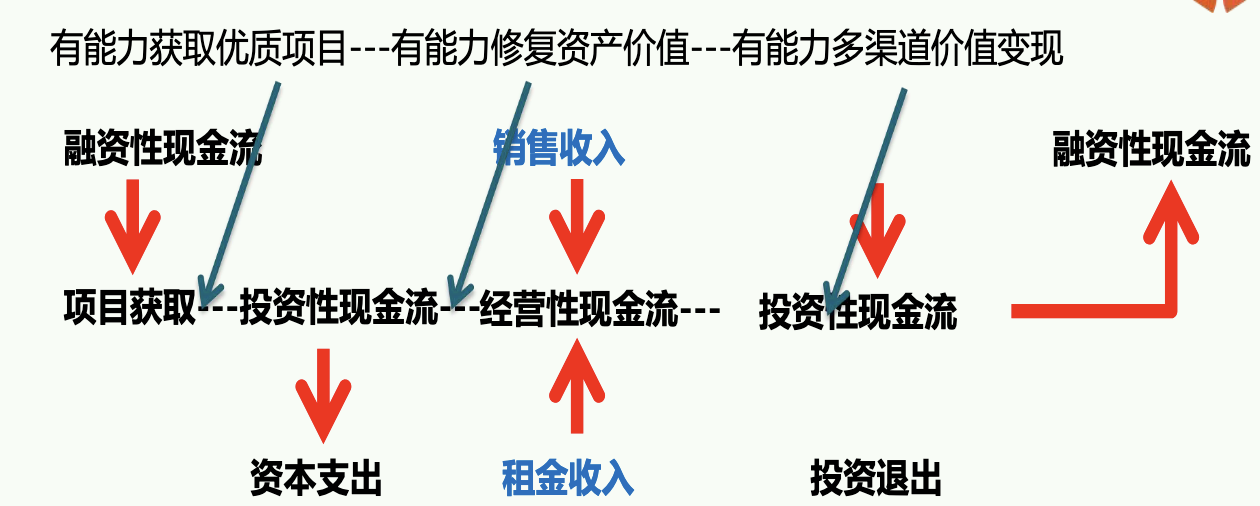 有能力获取优质项目---有能力修复资产价值---有能力多渠道价值变现
融资性现金流
销售收入
融资性现金流
项目获取---投资性现金流---经营性现金流---
投资性现金流
资本支出
租金收入
投资退出